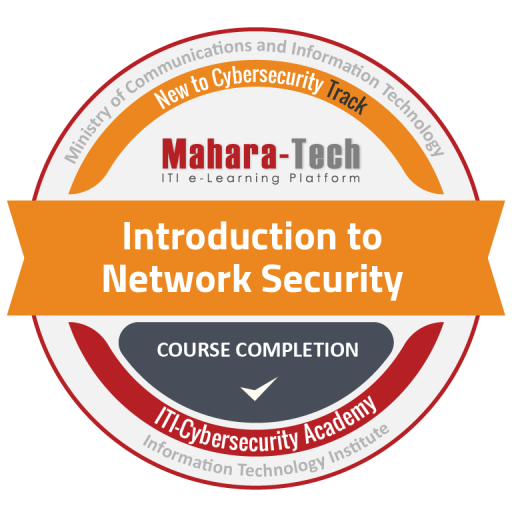 Ministry of Communications and Information Technology
New to Cybersecurity Track
Mahara-Tech
ITI e-Learning Platform
Introduction to
Network Security
COURSE COMPLETION
ITI-Cybersecurity Academy
Information Technology Institute